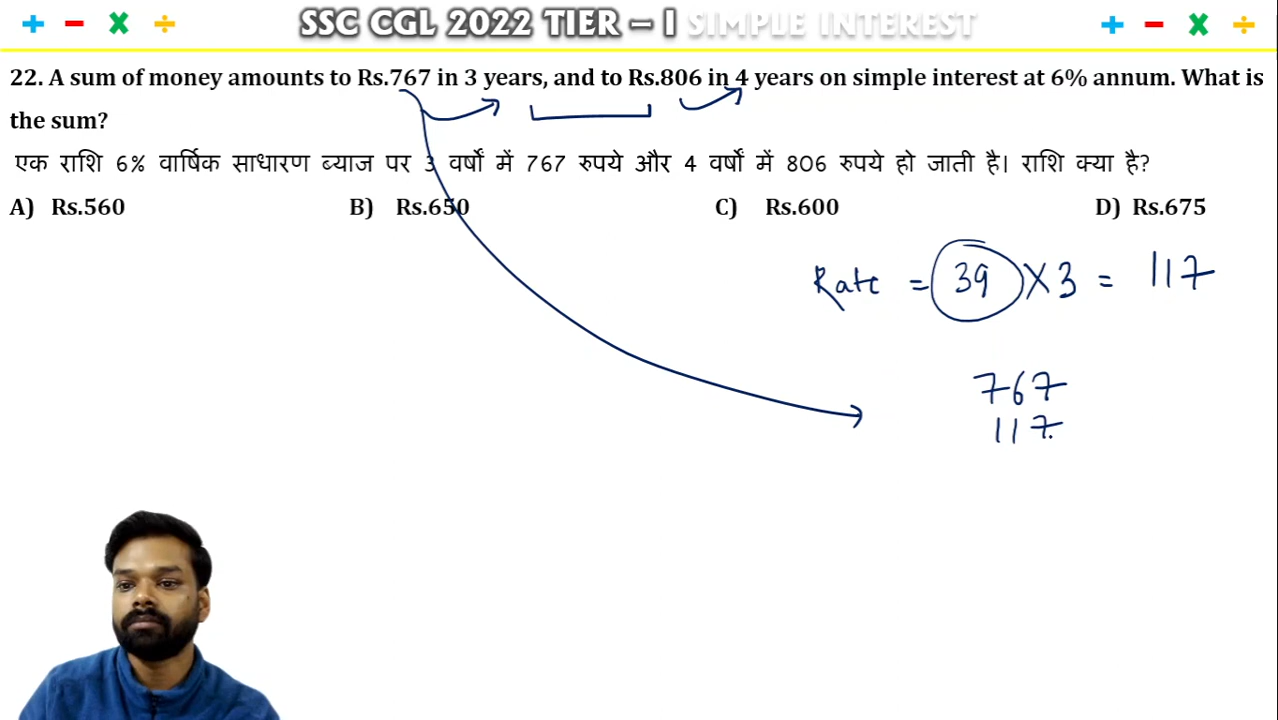 + - × ÷ SSC CGL 2022 TIER – I SIMPLE INTEREST + - × ÷
22. A sum of money amounts to Rs.767 in 3 years, and to Rs.806 in 4 years on simple interest at 6% annum. What is
the sum?
एक राशि 6% वार्षिक साधारण ब्याज पर 3 वर्षों में 767 रुपये और 4 वर्षों में 806 रुपये हो जाती है। राशि क्या है?
A) Rs.560 B) Rs.650 C) Rs.600 D) Rs.675
Rate = 39 × 3 = 117
767
117